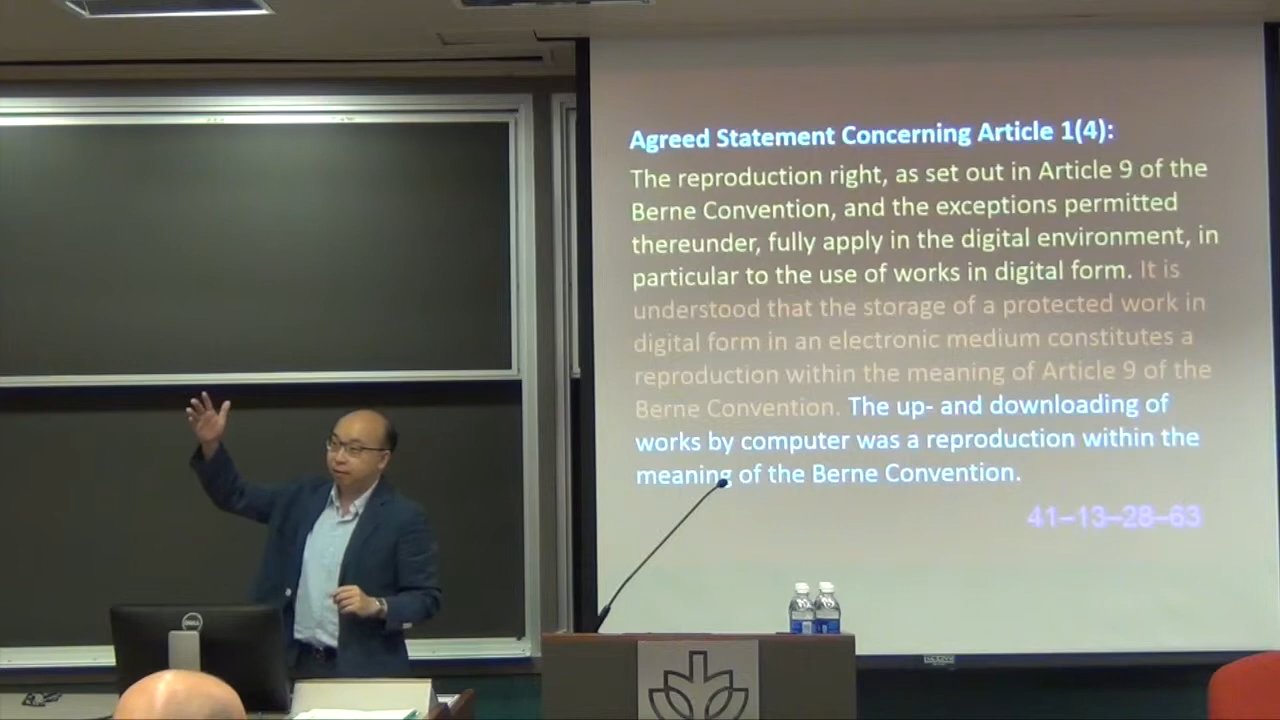 Agreed Statement Concerning Article 1(4):
The reproduction right, as set out in Article 9 of the
Berne Convention, and the exceptions permitted
thereunder, fully apply in the digital environment, in
particular to the use of works in digital form. It is
understood that the storage of a protected work in
digital form in an electronic medium constitutes a
reproduction within the meaning of Article 9 of the
Berne Convention. The up- and downloading of
works by computer was a reproduction within the
meaning of the Berne Convention.
41–13–28–63
DELL